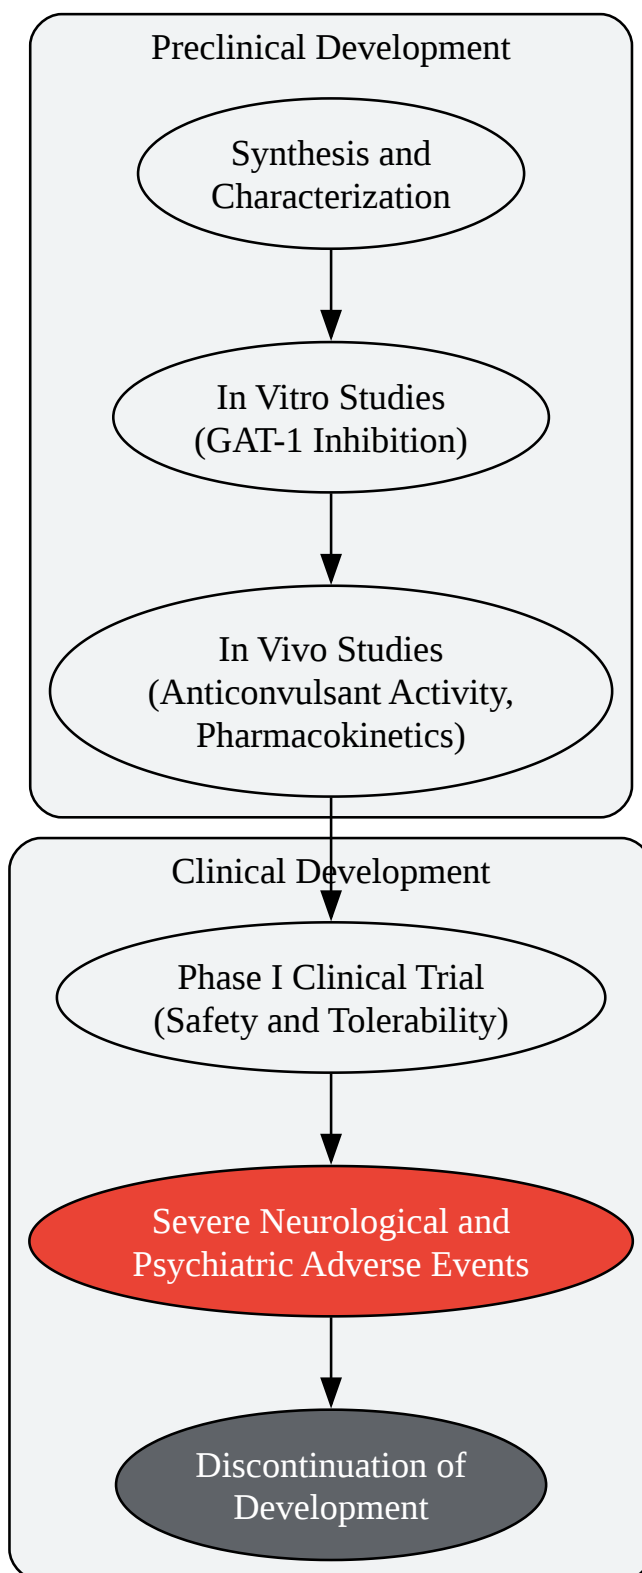 Preclinical Development
Synthesis and
Characterization
In Vitro Studies
(GAT-1 Inhibition)
In Vivo Studies
(Anticonvulsant Activity,
Pharmacokinetics)
Clinical Development
Phase I Clinical Trial
(Safety and Tolerability)
Severe Neurological and
Psychiatric Adverse Events
Discontinuation of
Development